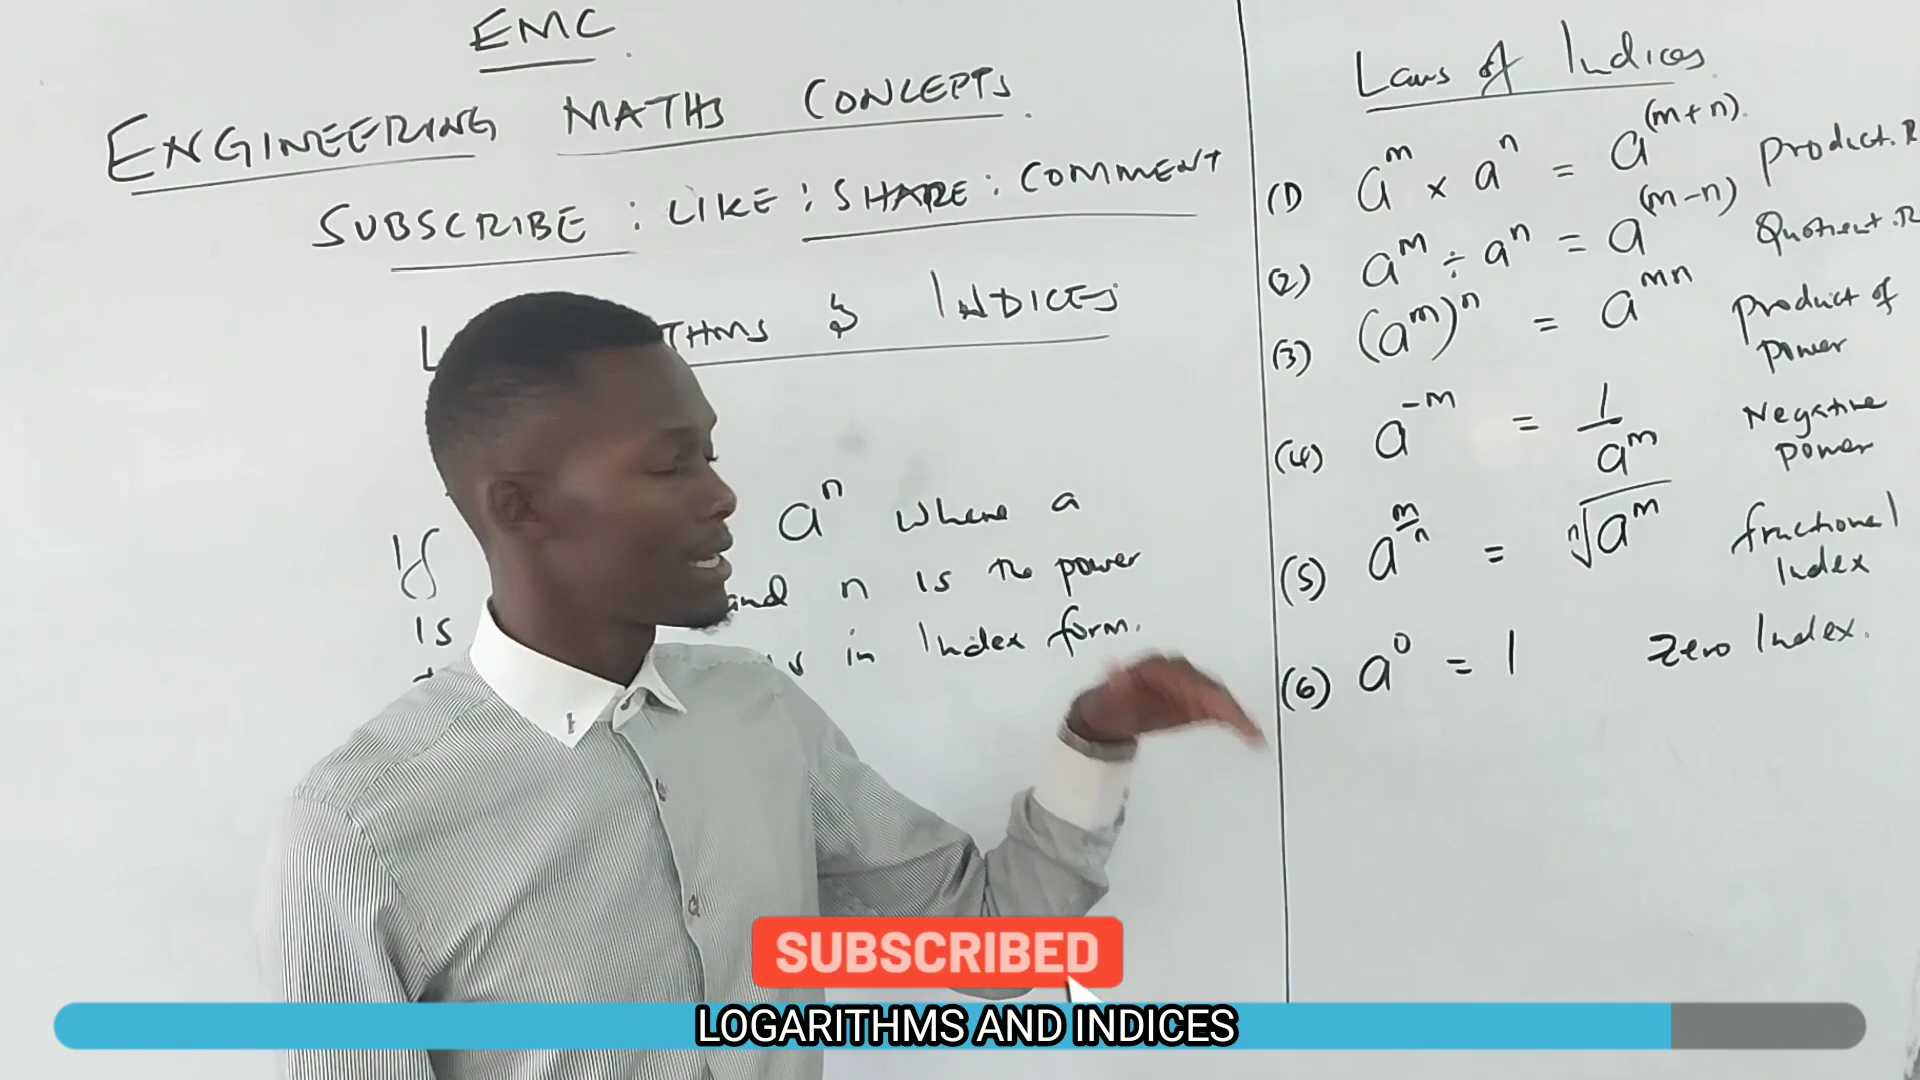 EMC
ENGINEERING MATHS CONCEPTS.
SUBSCRIBE : LIKE : SHARE : COMMENT
THMS & INDICES
If aⁿ where a
is and n is the power
in Index form.
Laws of Indices
(1) a^m × a^n = a^(m+n). product.R
(2) a^m ÷ a^n = a^(m-n) Quotient.R
(3) (a^m)^n = a^mn product of
power
(4) a^-m = 1/a^m Negative
power
(5) a^m/n = ⁿ√a^m fractional
Index
(6) a^0 = 1 Zero Index.
SUBSCRIBED
LOGARITHMS AND INDICES